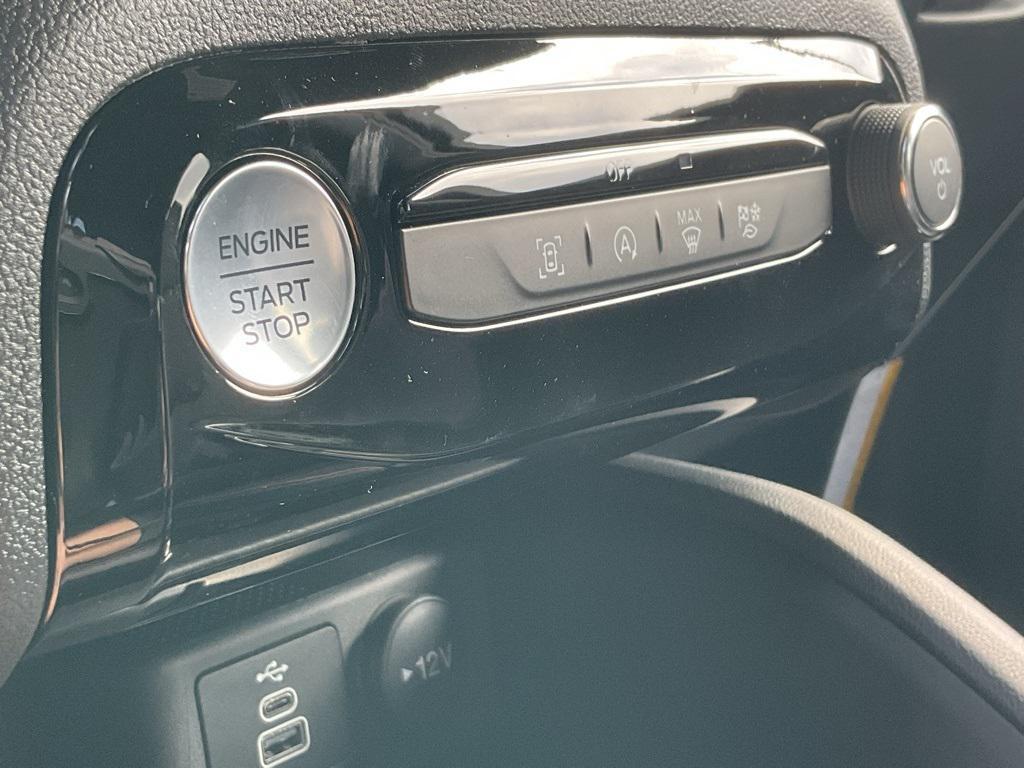 ENGINE
START
STOP
OFF
A
MAX
VOL
12V